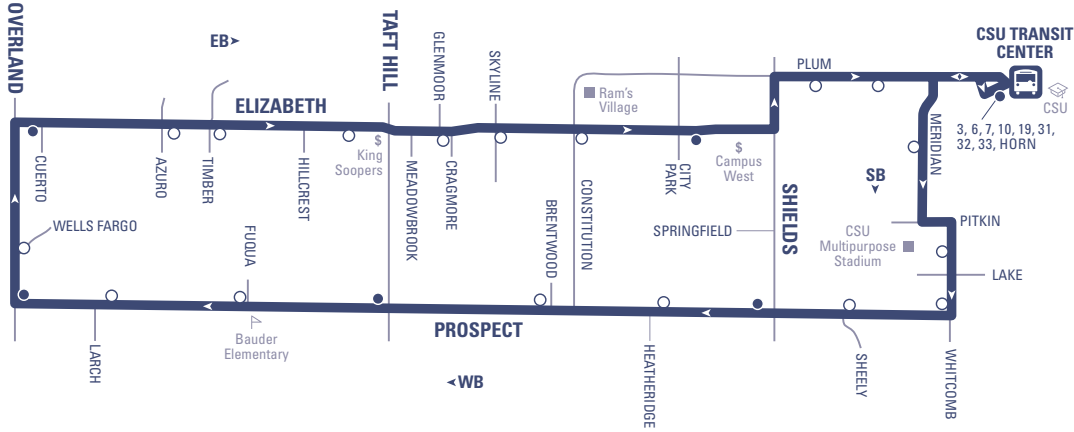 OVERLAND
EB
TAFT HILL
GLENMOOR
SKYLINE
CSU TRANSIT
CENTER
PLUM
CSU
ELIZABETH
Ram's
Village
3, 6, 7, 10, 19, 31,
32, 33, HORN
MERIDIAN
CUERTO
AZURO
TIMBER
HILLCREST
$
King
Soopers
MEADOWBROOK
CRAGMORE
CONSTITUTION
CITY
PARK
$
Campus
West
SB
SHIELDS
WELLS FARGO
FUQUA
BRENTWOOD
SPRINGFIELD
CSU
Multipurpose
Stadium
PITKIN
LAKE
PROSPECT
LARCH
Bauder
Elementary
WB
HEATHERIDGE
SHEELY
WHITCOMB